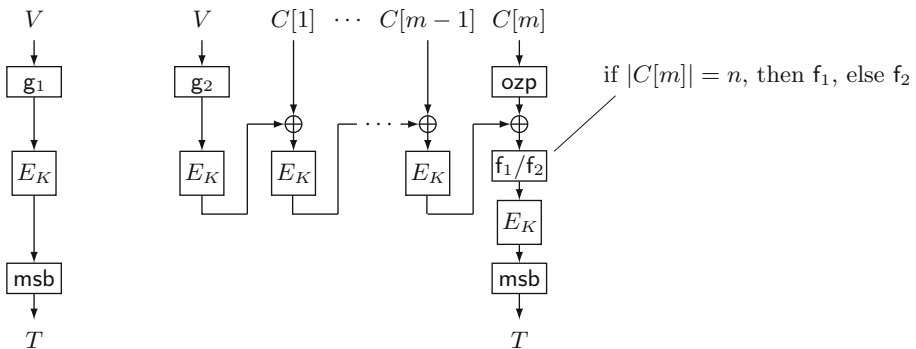 V V C[1] ··· C[m − 1] C[m]
g₁ g₂ ozp if |C[m]| = n, then f₁, else f₂
···
E_K E_K E_K E_K f₁/f₂
E_K
msb msb
T T